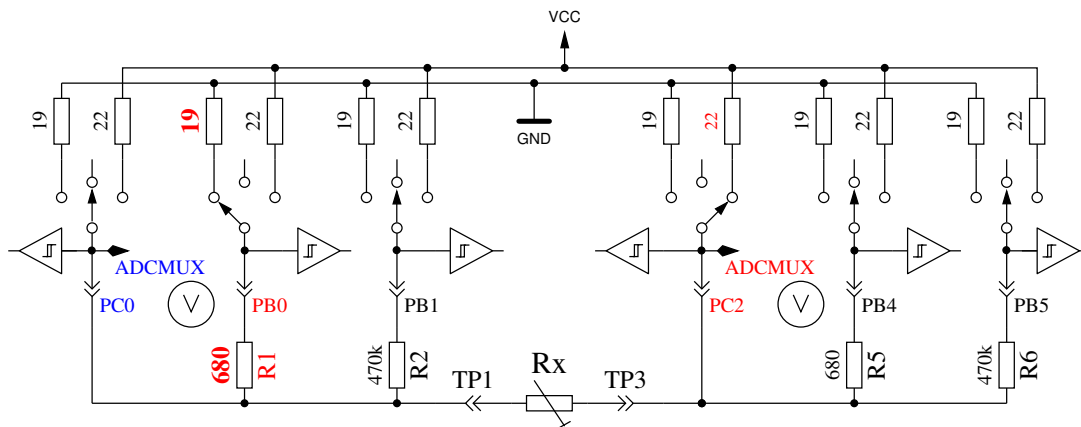 VCC
19
22
19
22
19
22
GND
19
22
19
22
19
22
ADCMUX
ADCMUX
PC0
V
PB0
PB1
PC2
V
PB4
PB5
680
R1
470k
R2
TP1
Rx
TP3
680
R5
470k
R6